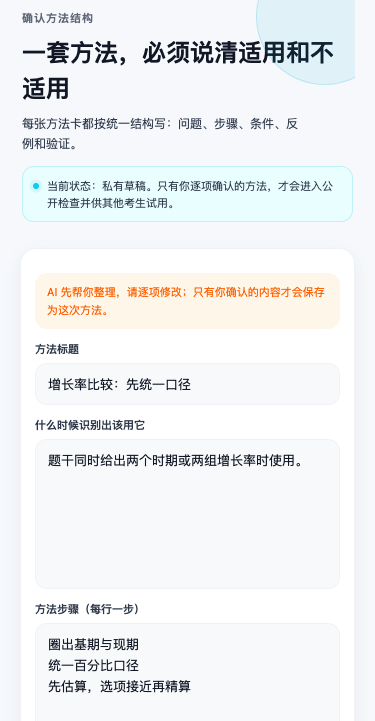 确认方法结构
一套方法，必须说清适用和不
适用
每张方法卡都按统一结构写：问题、步骤、条件、反
例和验证。
当前状态：私有草稿。只有你逐项确认的方法，才会进入公
开检查并供其他考生试用。
AI 先帮你整理，请逐项修改；只有你确认的内容才会保存
为这次方法。
方法标题
增长率比较：先统一口径
什么时候识别出该用它
题干同时给出两个时期或两组增长率时使用。
方法步骤（每行一步）
圈出基期与现期
统一百分比口径
先估算，选项接近再精算